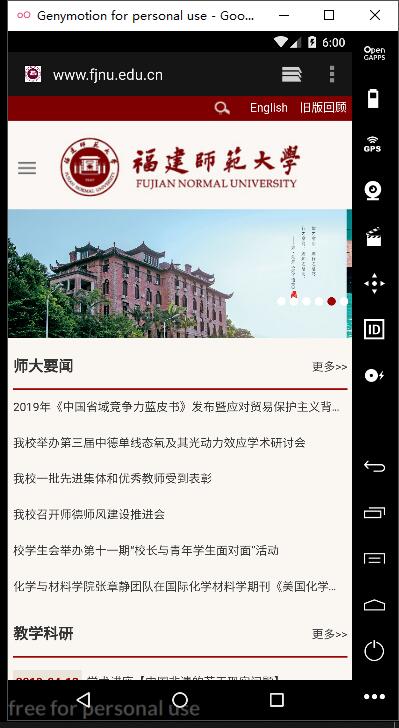 Genymotion for personal use - Goo...
6:00
Open
GAPPS
www.fjnu.edu.cn
English 旧版回顾
GPS
福建師範大學
FUJIAN NORMAL UNIVERSITY
ID
师大要闻 更多>>
2019年《中国省域竞争力蓝皮书》发布暨应对贸易保护主义背...
我校举办第三届中德单线态氧及其光动力效应学术研讨会
我校一批先进集体和优秀教师受到表彰
我校召开师德师风建设推进会
校学生会举办第十一期“校长与青年学生面对面”活动
化学与材料学院张章静团队在国际化学材料学期刊《美国化学...
教学科研 更多>>
free for personal use